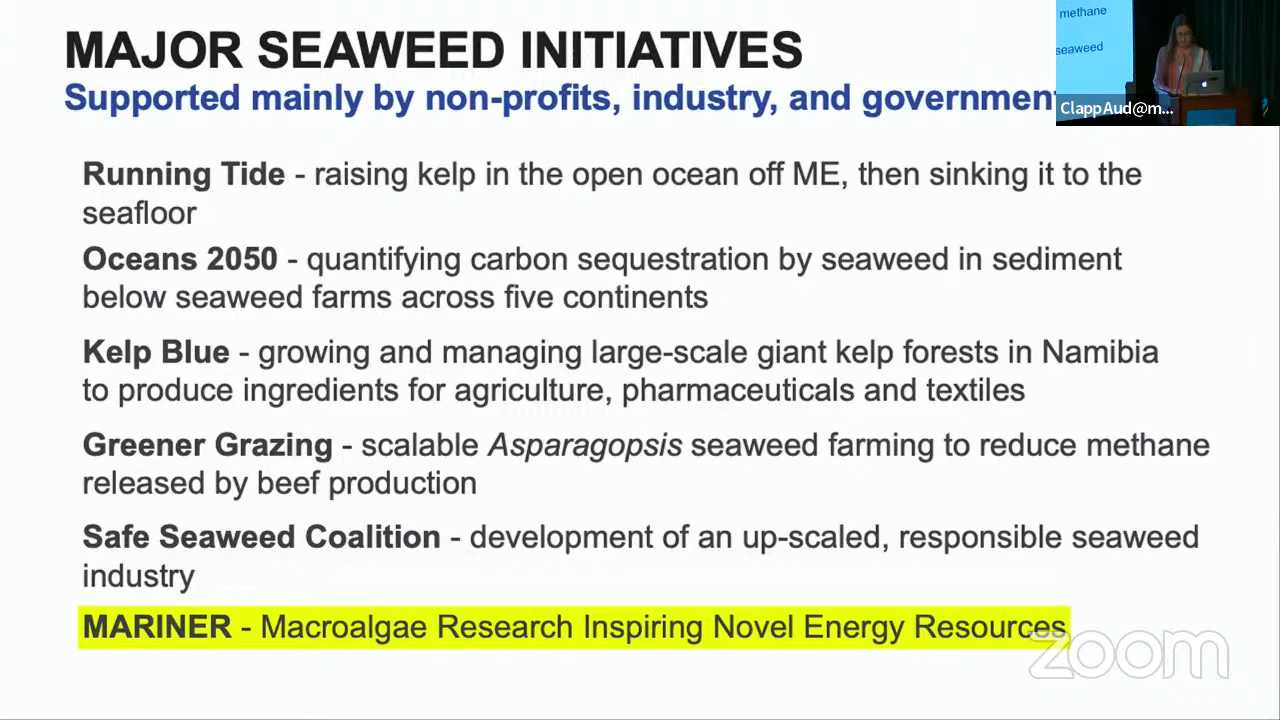 MAJOR SEAWEED INITIATIVES
Supported mainly by non-profits, industry, and government
methane
seaweed
ClappAud@m...
Running Tide - raising kelp in the open ocean off ME, then sinking it to the
seafloor
Oceans 2050 - quantifying carbon sequestration by seaweed in sediment
below seaweed farms across five continents
Kelp Blue - growing and managing large-scale giant kelp forests in Namibia
to produce ingredients for agriculture, pharmaceuticals and textiles
Greener Grazing - scalable Asparagopsis seaweed farming to reduce methane
released by beef production
Safe Seaweed Coalition - development of an up-scaled, responsible seaweed
industry
MARINER - Macroalgae Research Inspiring Novel Energy Resources
zoom